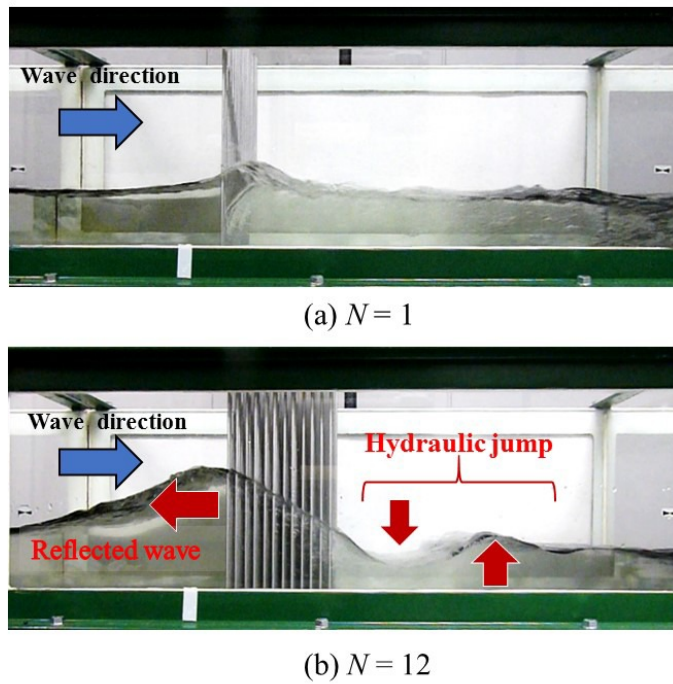 Wave direction
(a) N = 1
Wave direction
Hydraulic jump
Reflected wave
(b) N = 12